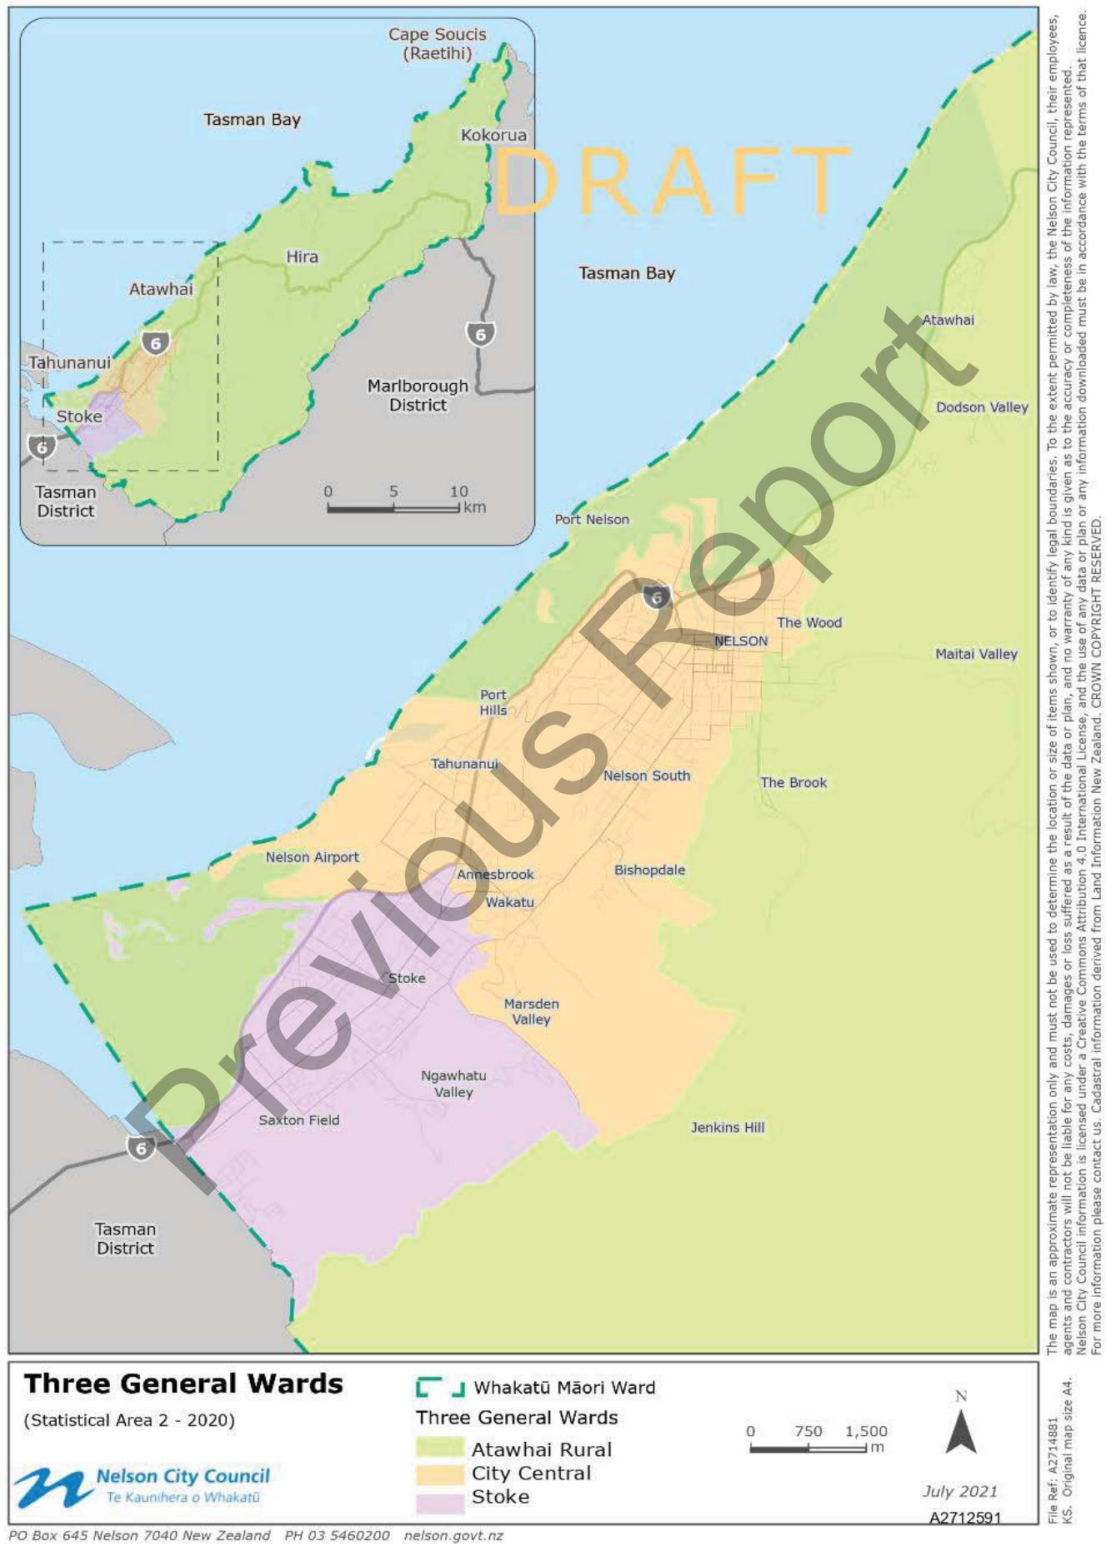 Cape Soucis
(Raetihi)
Tasman Bay
Kokorua
DRAFT
Hira
Tasman Bay
Atawhai
6
Atawhai
Tahunanui
6
Marlborough
District
Stoke
Dodson Valley
6
Tasman
District
0 5 10
km
Port Nelson
6
The Wood
NELSON
Maitai Valley
Port
Hills
Tahunanui
Nelson South
The Brook
Nelson Airport
Annesbrook
Bishopdale
Wakatu
Stoke
Marsden
Valley
Ngawhatu
Valley
Saxton Field
Jenkins Hill
6
Tasman
District
Previous Report
The map is an approximate representation only and must not be used to determine the location or size of items shown, or to identify legal boundaries. To the extent permitted by law, the Nelson City Council, their employees,
agents and contractors will not be liable for any costs, damages or loss suffered as a result of the data or plan, and no warranty of any kind is given as to the accuracy or completeness of the information represented.
Nelson City Council information is licensed under a Creative Commons Attribution 4.0 International License, and the use of any data or plan or any information downloaded must be in accordance with the terms of that licence.
For more information please contact us. Cadastral information derived from Land Information New Zealand. CROWN COPYRIGHT RESERVED.
Three General Wards
(Statistical Area 2 - 2020)
Nelson City Council
Te Kaunihera o Whakatū
Whakatū Māori Ward
Three General Wards
Atawhai Rural
City Central
Stoke
0 750 1,500
m
N
July 2021
A2712591
File Ref: A2714881
KS. Original map size A4.
PO Box 645 Nelson 7040 New Zealand PH 03 5460200 nelson.govt.nz